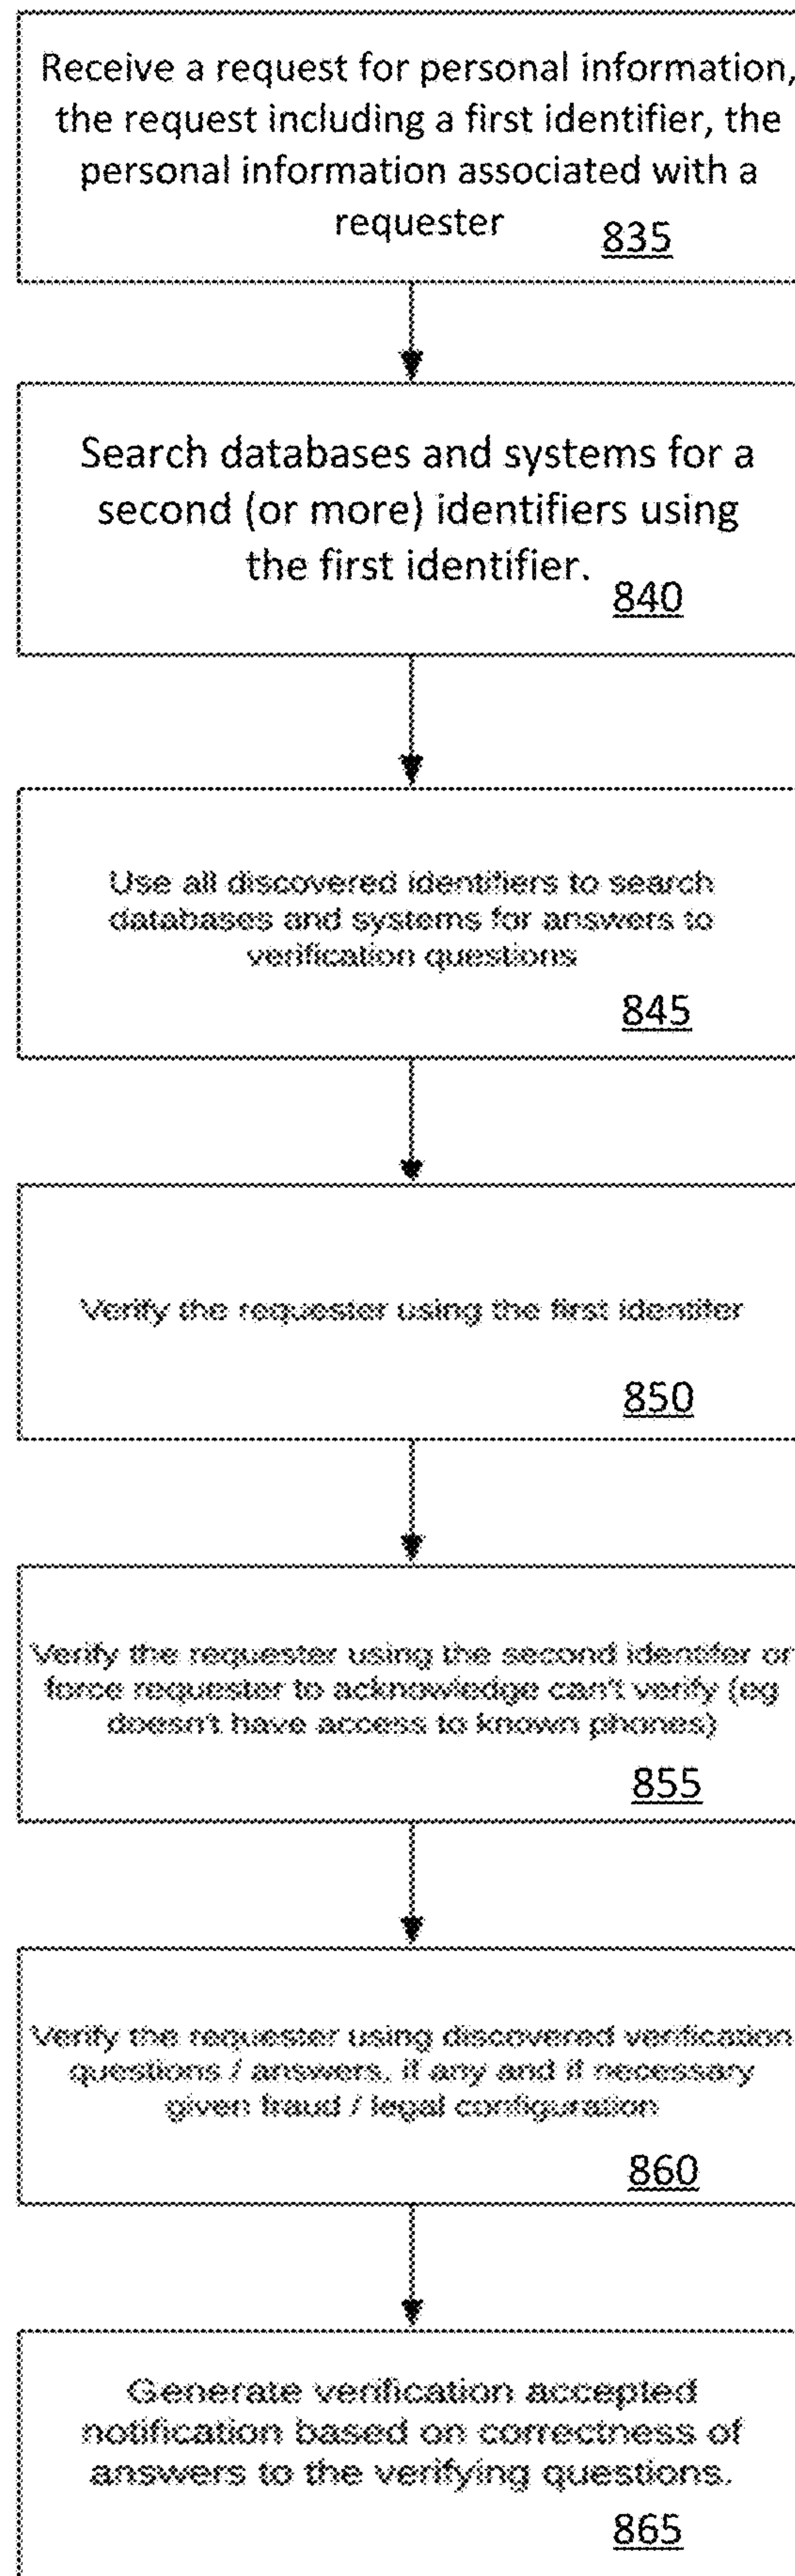 Receive a request for personal information,
the request including a first identifier, the
personal information associated with a
requester
835
Search databases and systems for a
second (or more) identifiers using
the first identifier.
840
Use all discovered identifiers to search
databases and systems for answers to
verification questions
845
Verify the requester using the first identifer
850
Verify the requester using the second identifer or
force requester to acknowledge can't verify (eg
doesn't have access to known phones)
855
Verify the requester using discovered verification
questions / answers, if any and if necessary
given fraud / legal configuration
860
Generate verification accepted
notification based on correctness of
answers to the verifying questions.
865